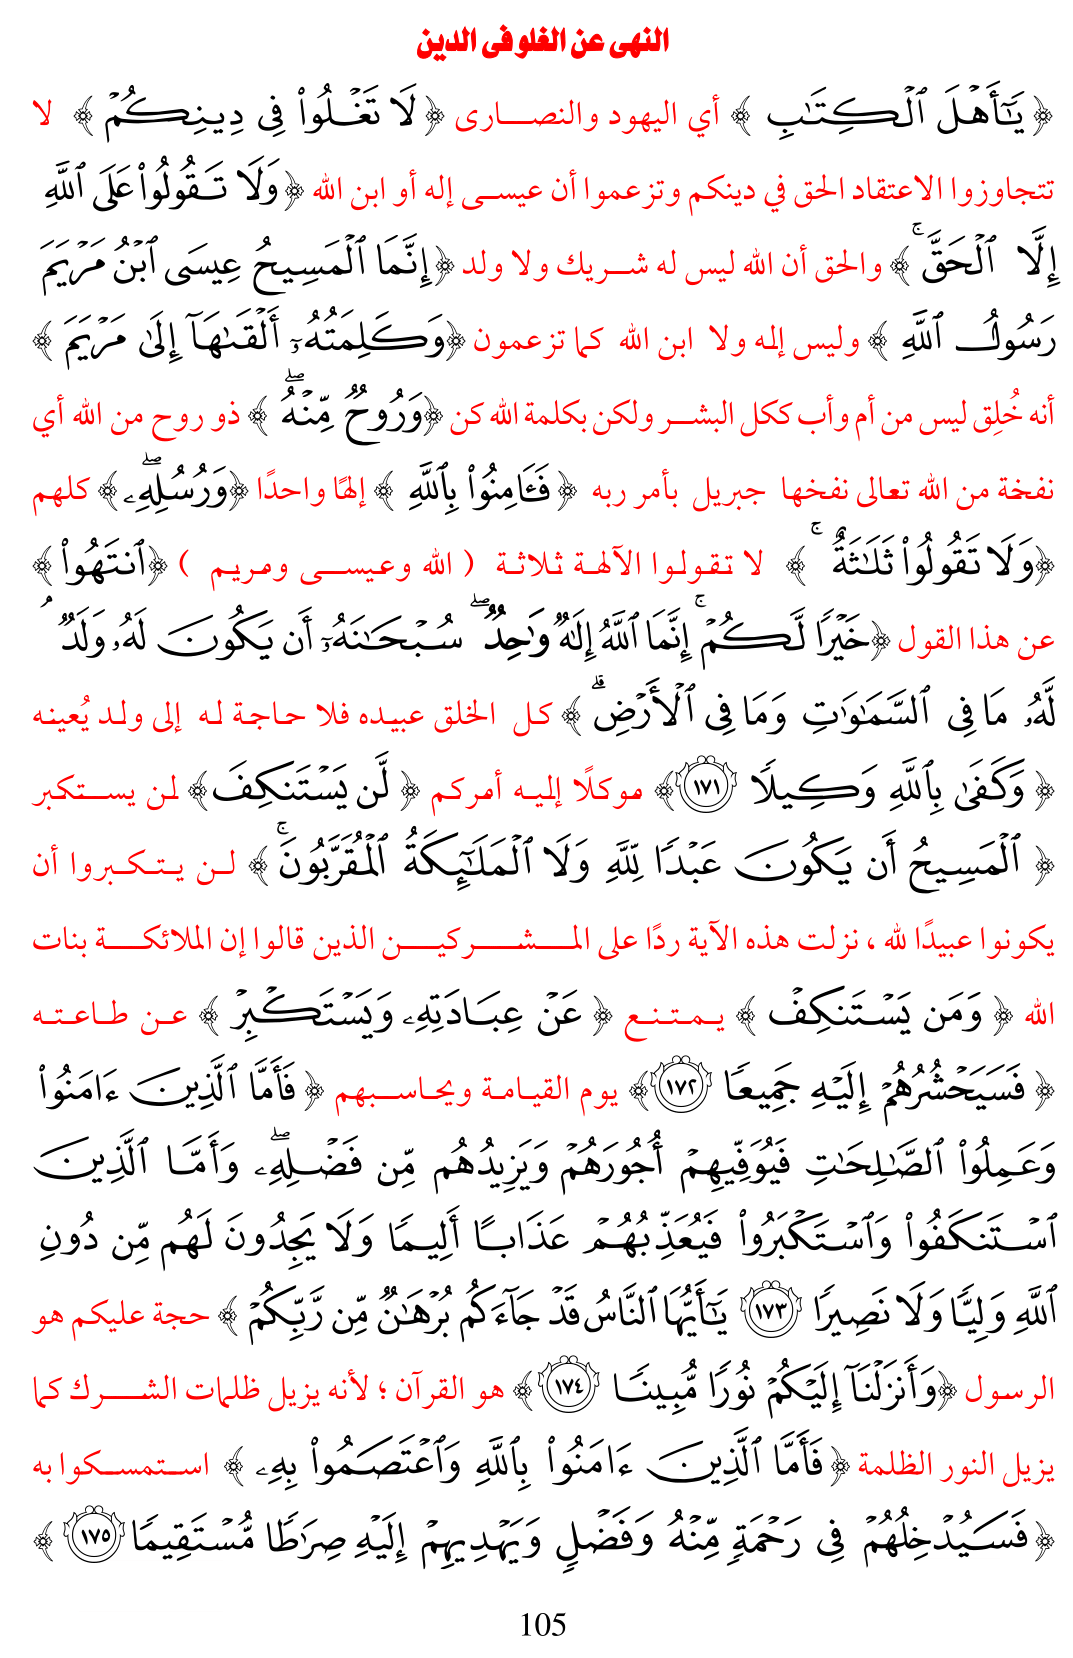 النهى عن الغلو فى الدين
﴿ يَـٰٓأَهۡلَ ٱلۡكِتَـٰبِ ﴾ أي اليهود والنصارى ﴿ لَا تَغۡلُواْ فِى دِينِكُمۡ ﴾ لا
تتجاوزوا الاعتقاد الحق في دينكم وتزعموا أن عيسى إله أو ابن الله ﴿ وَلَا تَقُولُواْ عَلَى ٱللَّهِ
إِلَّا ٱلۡحَقَّۚ ﴾ والحق أن الله ليس له شريك ولا ولد ﴿ إِنَّمَا ٱلۡمَسِيحُ عِيسَى ٱبۡنُ مَرۡيَمَ
رَسُولُ ٱللَّهِ ﴾ وليس إلمه ولا ابن الله كما تزعمون ﴿ وَكَلِمَتُهُۥٓ أَلۡقَىٰهَآ إِلَىٰ مَرۡيَمَ ﴾
أنه خُلِق ليس من أم وأب ككل البشر ولكن بكلمة الله كن ﴿ وَرُوحٌ مِّنۡهُۖ ﴾ ذو روح من الله أي
نفخة من الله تعالى نفخها جبريل بأمر ربه ﴿ فَـَٔامِنُواْ بِٱللَّهِ ﴾ إلهًا واحدًا ﴿ وَرُسُلِهِۦۖ ﴾ كلهم
﴿ وَلَا تَقُولُواْ ثَلَـٰثَةٌۚ ﴾ لا تقولوا الآلهة ثلاثة ( الله وعيسى ومريم ) ﴿ ٱنتَهُواْ ﴾
عن هذا القول ﴿ خَيۡرًا لَّكُمۡۚ إِنَّمَا ٱللَّهُ إِلَـٰهٌ وَٰحِدٌۖ سُبۡحَـٰنَهُۥٓ أَن يَكُونَ لَهُۥ وَلَدٌۘ
لَّهُۥ مَا فِى ٱلسَّمَـٰوَٰتِ وَمَا فِى ٱلۡأَرۡضِۗ ﴾ كل الخلق عبيده فلا حاجة له إلى ولد يُعينه
﴿ وَكَفَىٰ بِٱللَّهِ وَكِيلًا ١٧١ ﴾ موكلًا إليه أمركم ﴿ لَّن يَسۡتَنكِفَ ﴾ لمن يستكبر
﴿ ٱلۡمَسِيحُ أَن يَكُونَ عَبۡدًا لِّلَّهِ وَلَا ٱلۡمَلَـٰٓئِكَةُ ٱلۡمُقَرَّبُونَۚ ﴾ لن يتكبروا أن
يكونوا عبيدًا لله ، نزلت هذه الآية ردًا على المشركين الذين قالوا إن الملائكة بنات
الله ﴿ وَمَن يَسۡتَنكِفۡ ﴾ يمتنع ﴿ عَنۡ عِبَادَتِهِۦ وَيَسۡتَكۡبِرۡ ﴾ عن طاعته
﴿ فَسَيَحۡشُرُهُمۡ إِلَيۡهِ جَمِيعًا ١٧٢ ﴾ يوم القيامة ويحاسبهم ﴿ فَأَمَّا ٱلَّذِينَ ءَامَنُواْ
وَعَمِلُواْ ٱلصَّـٰلِحَـٰتِ فَيُوَفِّيهِمۡ أُجُورَهُمۡ وَيَزِيدُهُم مِّن فَضۡلِهِۦۖ وَأَمَّا ٱلَّذِينَ
ٱسۡتَنكَفُواْ وَٱسۡتَكۡبَرُواْ فَيُعَذِّبُهُمۡ عَذَابًا أَلِيمًا وَلَا يَجِدُونَ لَهُم مِّن دُونِ
ٱللَّهِ وَلِيًّا وَلَا نَصِيرًا ١٧٣ يَـٰٓأَيُّهَا ٱلنَّاسُ قَدۡ جَآءَكُم بُرۡهَـٰنٌ مِّن رَّبِّكُمۡ ﴾ حجة عليكم هو
الرسول ﴿ وَأَنزَلۡنَآ إِلَيۡكُمۡ نُورًا مُّبِينًا ١٧٤ ﴾ هو القرآن ؛ لأنه يزيل ظلمات الشرك كما
يزيل النور الظلمة ﴿ فَأَمَّا ٱلَّذِينَ ءَامَنُواْ بِٱللَّهِ وَٱعۡتَصَمُواْ بِهِۦ ﴾ استمسكوا به
﴿ فَسَيُدۡخِلُهُمۡ فِى رَحۡمَةٍ مِّنۡهُ وَفَضۡلٍ وَيَهۡدِيهِمۡ إِلَيۡهِ صِرَٰطًا مُّسۡتَقِيمًا ١٧٥ ﴾
105